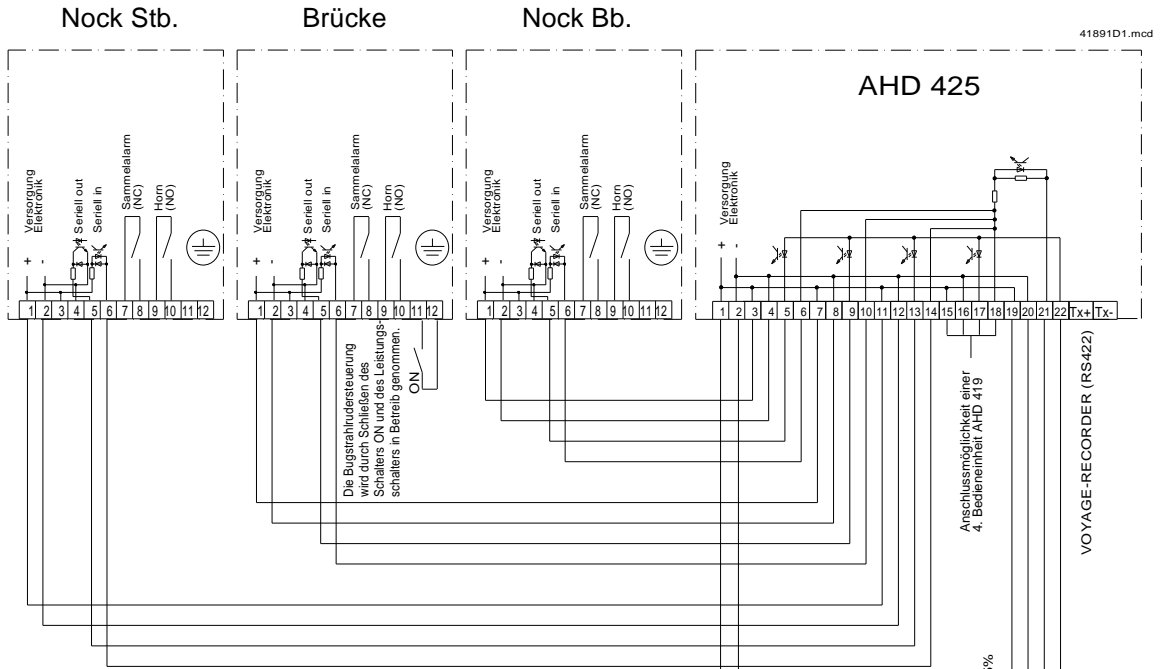 Nock Stb.
Brücke
Nock Bb.
41891D1.mcd
AHD 425
Versorgung
Elektronik
+ -
Seriell out
Seriell in
Sammelalarm
(NC)
Horn
(NO)
1 2 3 4 5 6 7 8 9 10 11 12
Versorgung
Elektronik
+ -
Seriell out
Seriell in
Sammelalarm
(NC)
Horn
(NO)
1 2 3 4 5 6 7 8 9 10 11 12
ON
Die Bugstrahlrudersteuerung
wird durch Schließen des
Schalters ON und des Leistungs-
schalters in Betreib genommen.
Versorgung
Elektronik
+ -
Seriell out
Seriell in
Sammelalarm
(NC)
Horn
(NO)
1 2 3 4 5 6 7 8 9 10 11 12
Versorgung
Elektronik
+ -
1 2 3 4 5 6 7 8 9 10 11 12 13 14 15 16 17 18 19 20 21 22 Tx+ Tx-
Anschlussmöglichkeit einer
4. Bedieneinheit AHD 419
VOYAGE-RECORDER (RS422)